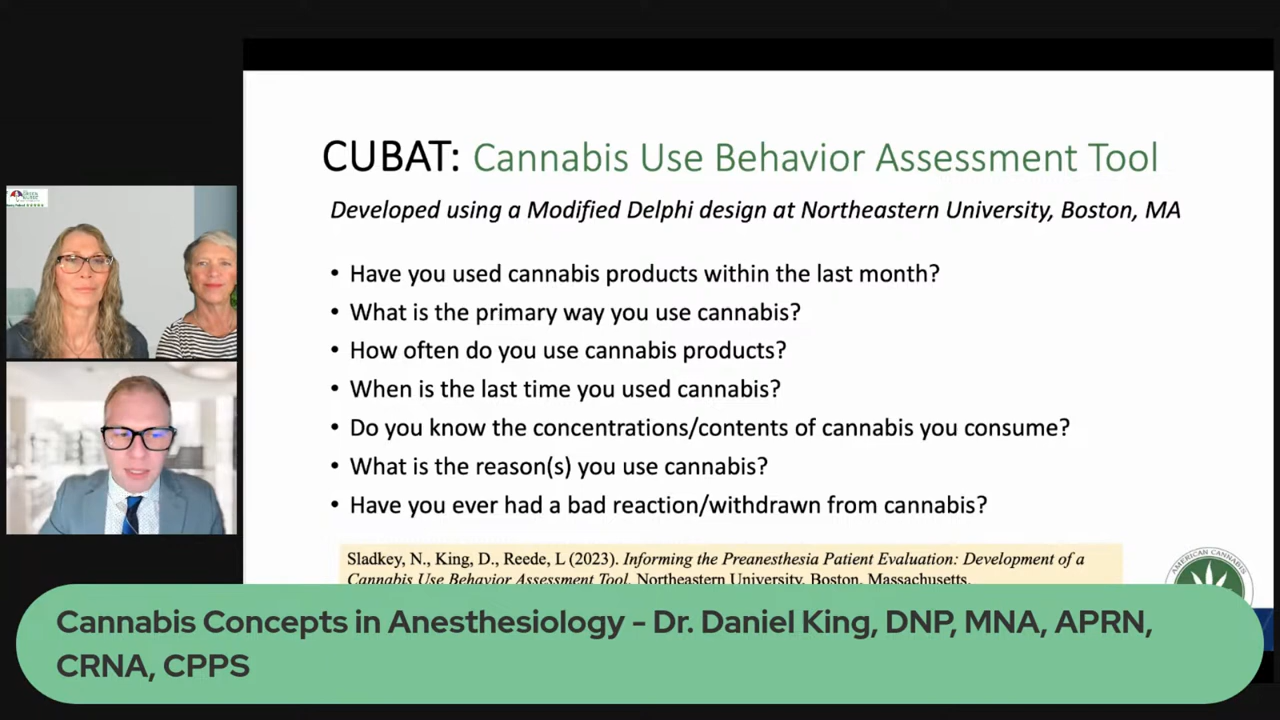 CUBAT: Cannabis Use Behavior Assessment Tool
Developed using a Modified Delphi design at Northeastern University, Boston, MA
• Have you used cannabis products within the last month?
• What is the primary way you use cannabis?
• How often do you use cannabis products?
• When is the last time you used cannabis?
• Do you know the concentrations/contents of cannabis you consume?
• What is the reason(s) you use cannabis?
• Have you ever had a bad reaction/withdrawn from cannabis?
Sladkey, N., King, D., Reede, L (2023). Informing the Preanesthesia Patient Evaluation: Development of a
Cannabis Use Behavior Assessment Tool. Northeastern University, Boston, Massachusetts.
AMERICAN CANNABIS
Cannabis Concepts in Anesthesiology - Dr. Daniel King, DNP, MNA, APRN,
CRNA, CPPS